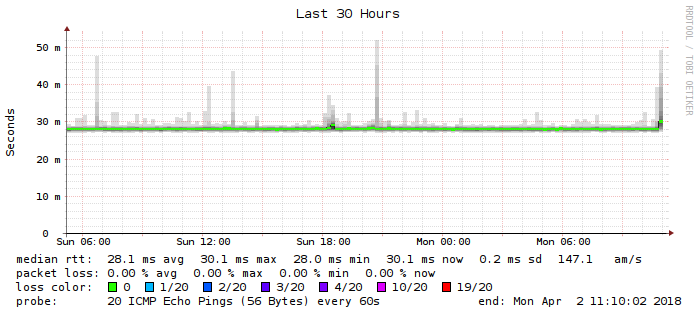 Last 30 Hours
RRDTOOL / TOBI OETIKER
Seconds
50 m
40 m
30 m
20 m
10 m
0
Sun 06:00 Sun 12:00 Sun 18:00 Mon 00:00 Mon 06:00
median rtt: 28.1 ms avg 30.1 ms max 28.0 ms min 30.1 ms now 0.2 ms sd 147.1 am/s
packet loss: 0.00 % avg 0.00 % max 0.00 % min 0.00 % now
loss color: 0 1/20 2/20 3/20 4/20 10/20 19/20
probe: 20 ICMP Echo Pings (56 Bytes) every 60s end: Mon Apr 2 11:10:02 2018